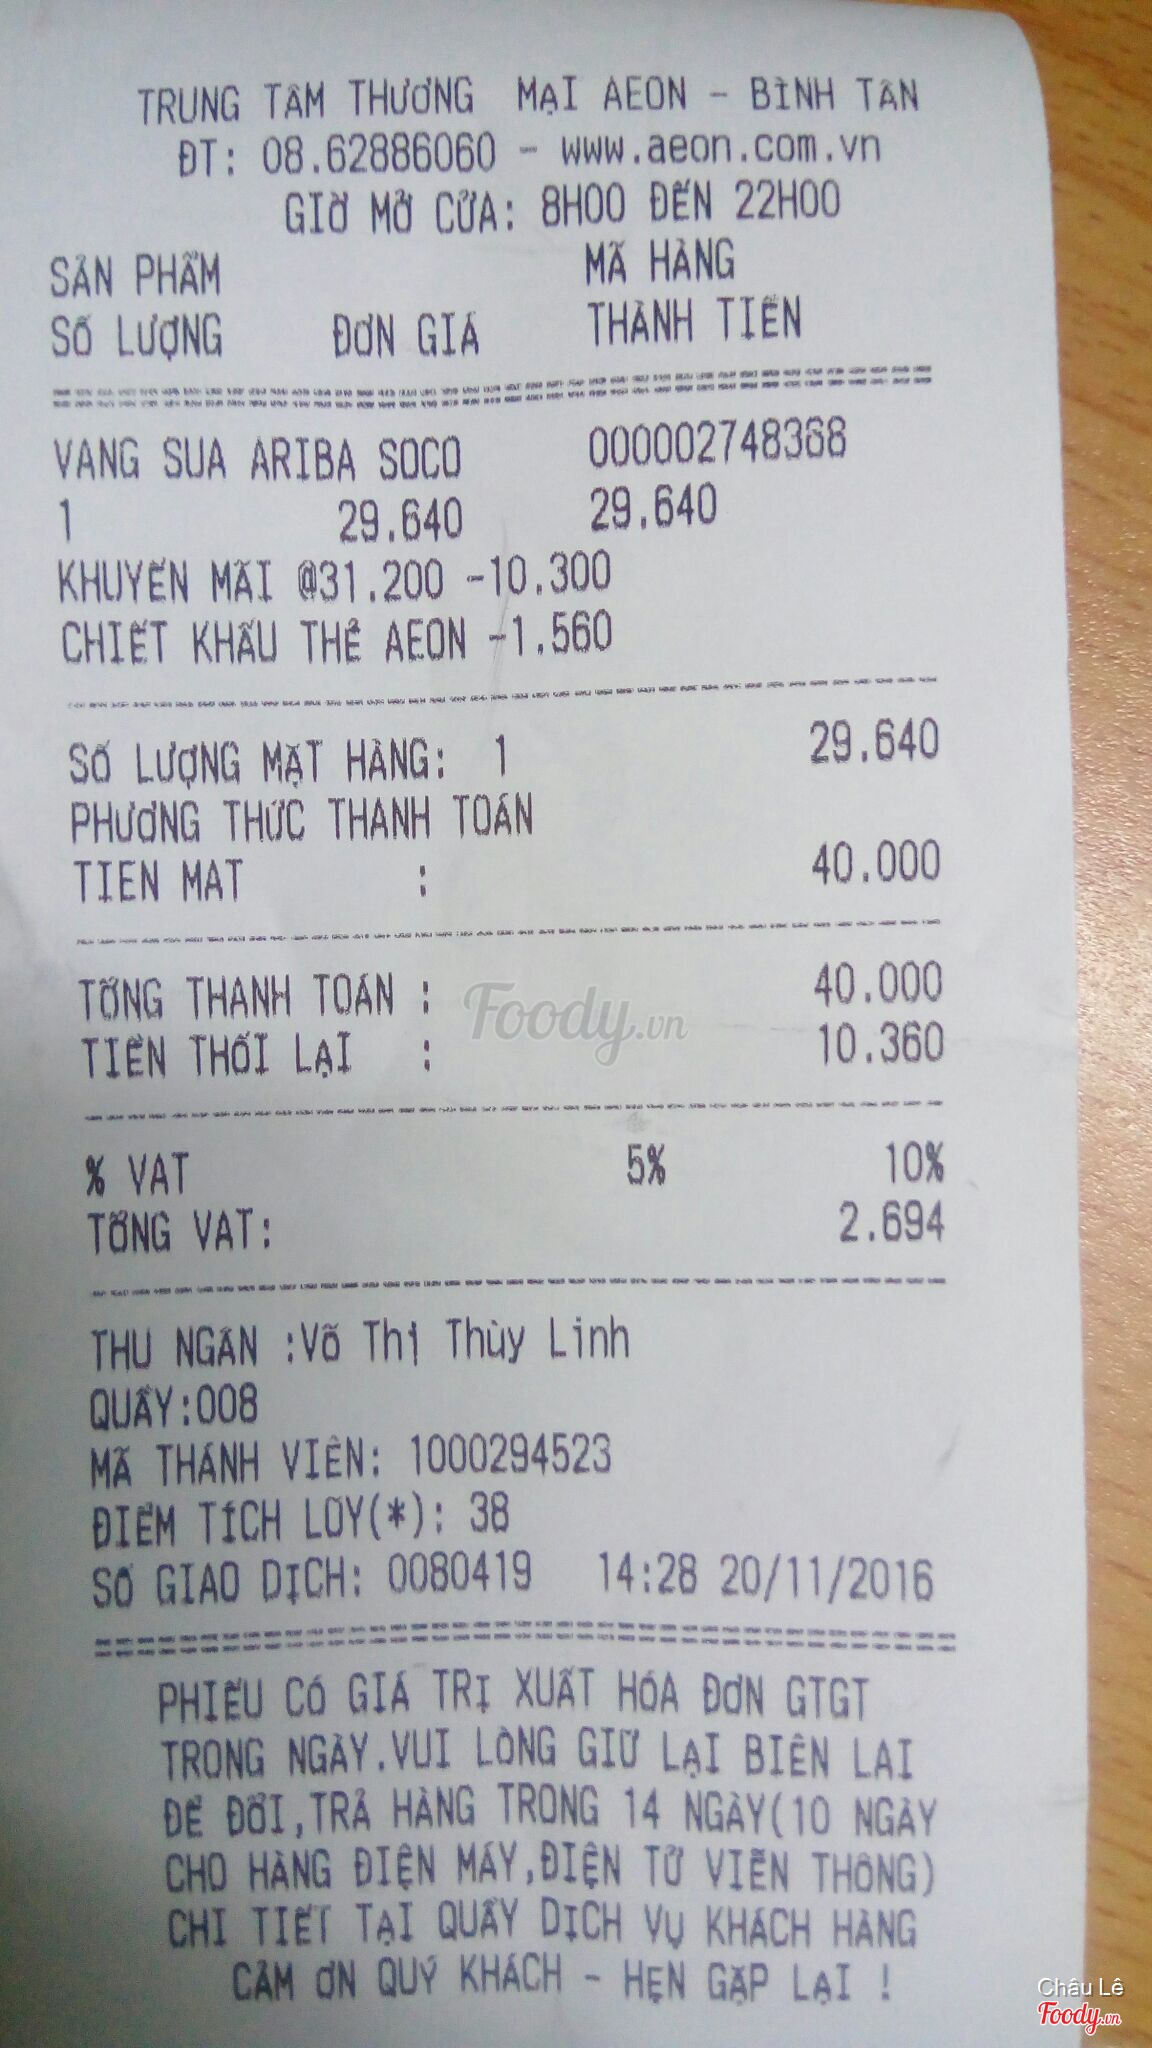 TRUNG TÂM THƯƠNG MẠI AEON - BÌNH TÂN
ĐT: 08.62886060 - www.aeon.com.vn
GIỜ MỞ CỬA: 8H00 ĐẾN 22H00
SẢN PHẨM MÃ HÀNG
SỐ LƯỢNG ĐƠN GIÁ THÀNH TIỀN
VANG SUA ARIBA SOCO 000002748368
1 29.640 29.640
KHUYẾN MÃI @31.200 -10.300
CHIẾT KHẤU THẺ AEON -1.560
SỐ LƯỢNG MẶT HÀNG: 1 29.640
PHƯƠNG THỨC THANH TOÁN
TIEN MAT : 40.000
TỔNG THANH TOÁN : 40.000
Foody.vn
TIỀN THỐI LẠI : 10.360
% VAT 5% 10%
TỔNG VAT: 2.694
THU NGÂN :Võ Thị Thùy Linh
QUẦY:008
MÃ THÀNH VIÊN: 1000294523
ĐIỂM TÍCH LŨY(*): 38
SỐ GIAO DỊCH: 0080419 14:28 20/11/2016
PHIẾU CÓ GIÁ TRỊ XUẤT HÓA ĐƠN GTGT
TRONG NGÀY.VUI LÒNG GIỮ LẠI BIÊN LAI
ĐỂ ĐỔI,TRẢ HÀNG TRONG 14 NGÀY(10 NGÀY
CHO HÀNG ĐIỆN MÁY,ĐIỆN TỬ VIỄN THÔNG)
CHI TIẾT TẠI QUẦY DỊCH VỤ KHÁCH HÀNG
CẢM ƠN QUÝ KHÁCH - HẸN GẶP LẠI !
Châu Lê
Foody.vn